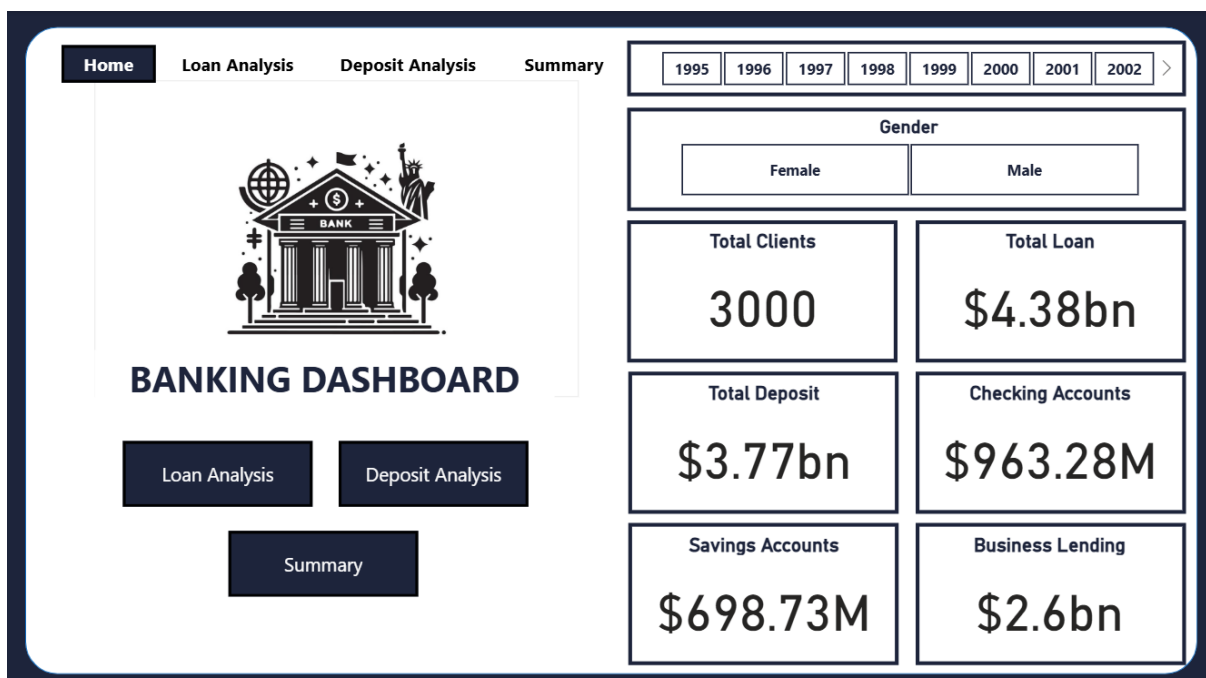 Home Loan Analysis Deposit Analysis Summary
BANK
$
BANKING DASHBOARD
Loan Analysis Deposit Analysis
Summary
1995 1996 1997 1998 1999 2000 2001 2002
Gender
Female Male
Total Clients
3000
Total Loan
$4.38bn
Total Deposit
$3.77bn
Checking Accounts
$963.28M
Savings Accounts
$698.73M
Business Lending
$2.6bn